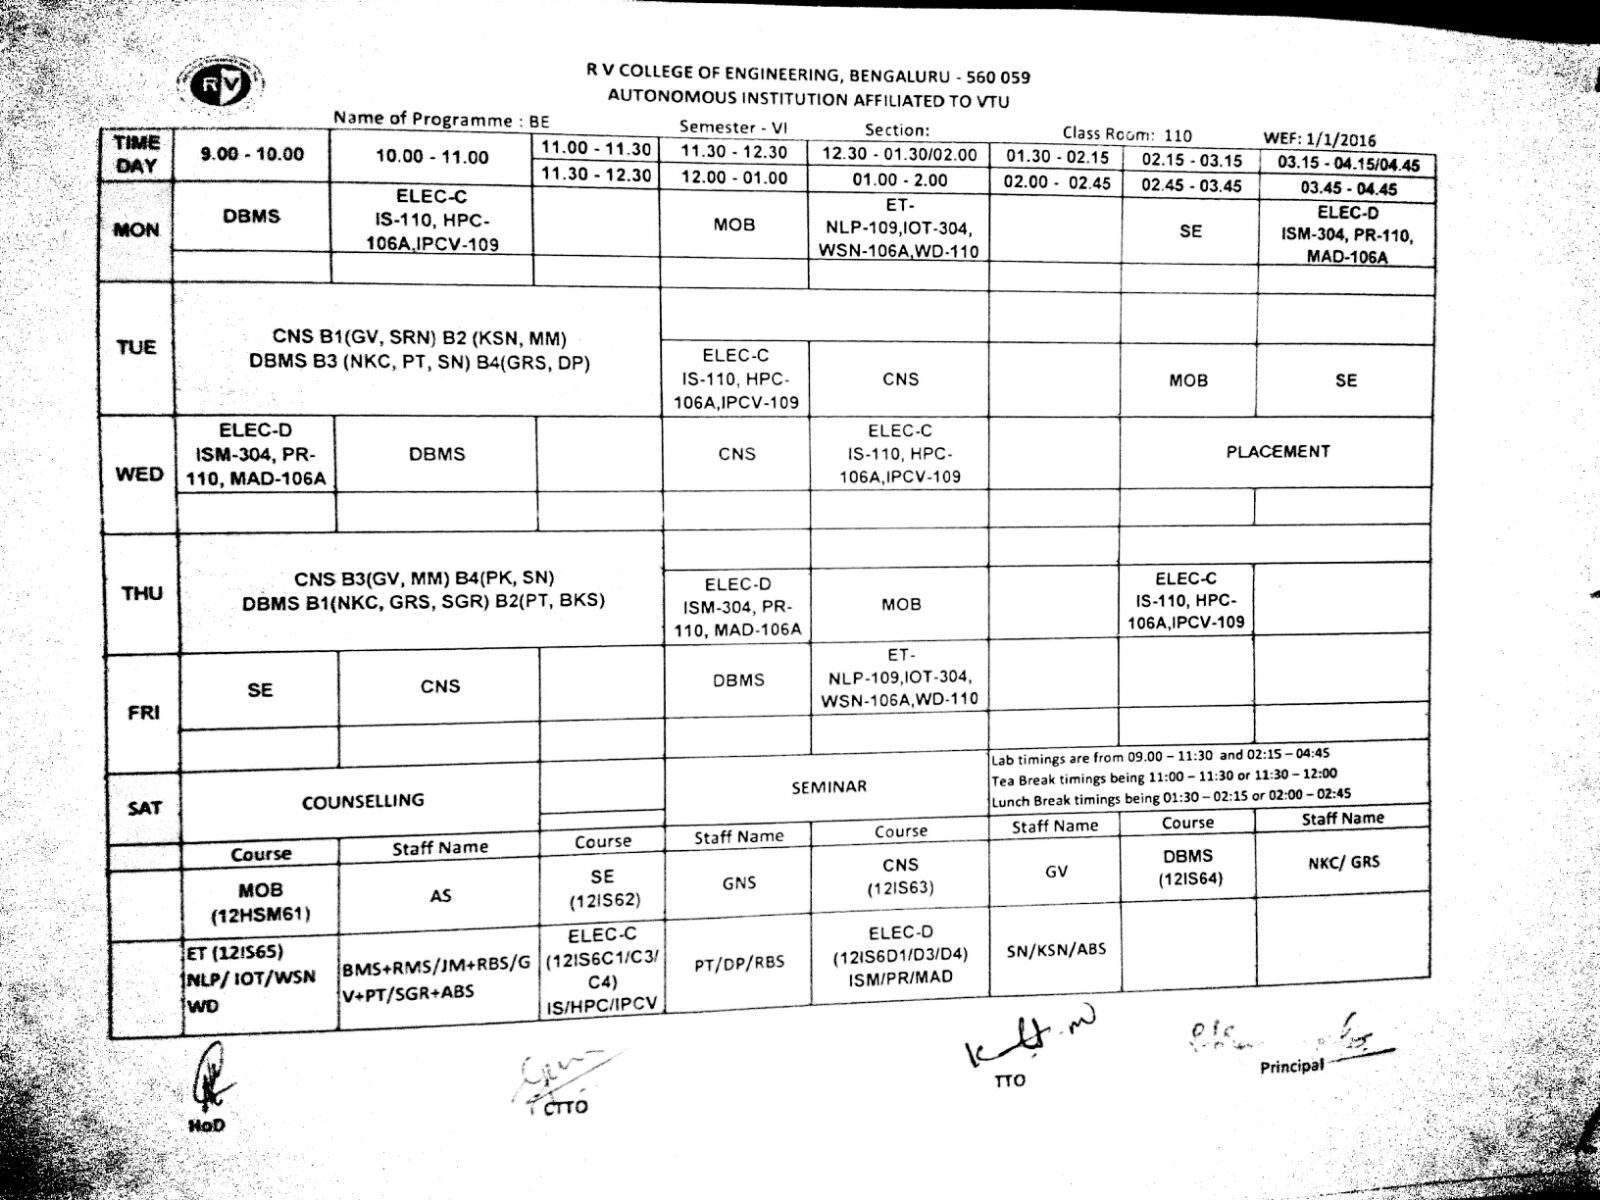 RV
R V COLLEGE OF ENGINEERING, BENGALURU - 560 059
AUTONOMOUS INSTITUTION AFFILIATED TO VTU
Name of Programme : BE Semester - VI Section: Class Room: 110 WEF: 1/1/2016
TIME
DAY
9.00 - 10.00
10.00 - 11.00
11.00 - 11.30
11.30 - 12.30
12.30 - 01.30/02.00
01.30 - 02.15
02.15 - 03.15
03.15 - 04.15/04.45
11.30 - 12.30
12.00 - 01.00
01.00 - 2.00
02.00 - 02.45
02.45 - 03.45
03.45 - 04.45
MON
DBMS
ELEC-C
IS-110, HPC-
106A,IPCV-109
MOB
ET-
NLP-109,IOT-304,
WSN-106A,WD-110
SE
ELEC-D
ISM-304, PR-110,
MAD-106A
TUE
CNS B1(GV, SRN) B2 (KSN, MM)
DBMS B3 (NKC, PT, SN) B4(GRS, DP)
ELEC-C
IS-110, HPC-
106A,IPCV-109
CNS
MOB
SE
WED
ELEC-D
ISM-304, PR-
110, MAD-106A
DBMS
CNS
ELEC-C
IS-110, HPC-
106A,IPCV-109
PLACEMENT
THU
CNS B3(GV, MM) B4(PK, SN)
DBMS B1(NKC, GRS, SGR) B2(PT, BKS)
ELEC-D
ISM-304, PR-
110, MAD-106A
MOB
ELEC-C
IS-110, HPC-
106A,IPCV-109
FRI
SE
CNS
DBMS
ET-
NLP-109,IOT-304,
WSN-106A,WD-110
SAT
COUNSELLING
SEMINAR
Lab timings are from 09.00 – 11:30 and 02:15 – 04:45
Tea Break timings being 11:00 – 11:30 or 11:30 – 12:00
Lunch Break timings being 01:30 – 02:15 or 02:00 – 02:45
Course
Staff Name
Course
Staff Name
Course
Staff Name
Course
Staff Name
MOB
(12HSM61)
AS
SE
(12IS62)
GNS
CNS
(12IS63)
GV
DBMS
(12IS64)
NKC/ GRS
ET (12IS65)
NLP/ IOT/WSN
WD
BMS+RMS/JM+RBS/G
V+PT/SGR+ABS
ELEC-C
(12IS6C1/C3/
C4)
IS/HPC/IPCV
PT/DP/RBS
ELEC-D
(12IS6D1/D3/D4)
ISM/PR/MAD
SN/KSN/ABS
HoD
CTTO
TTO
Principal